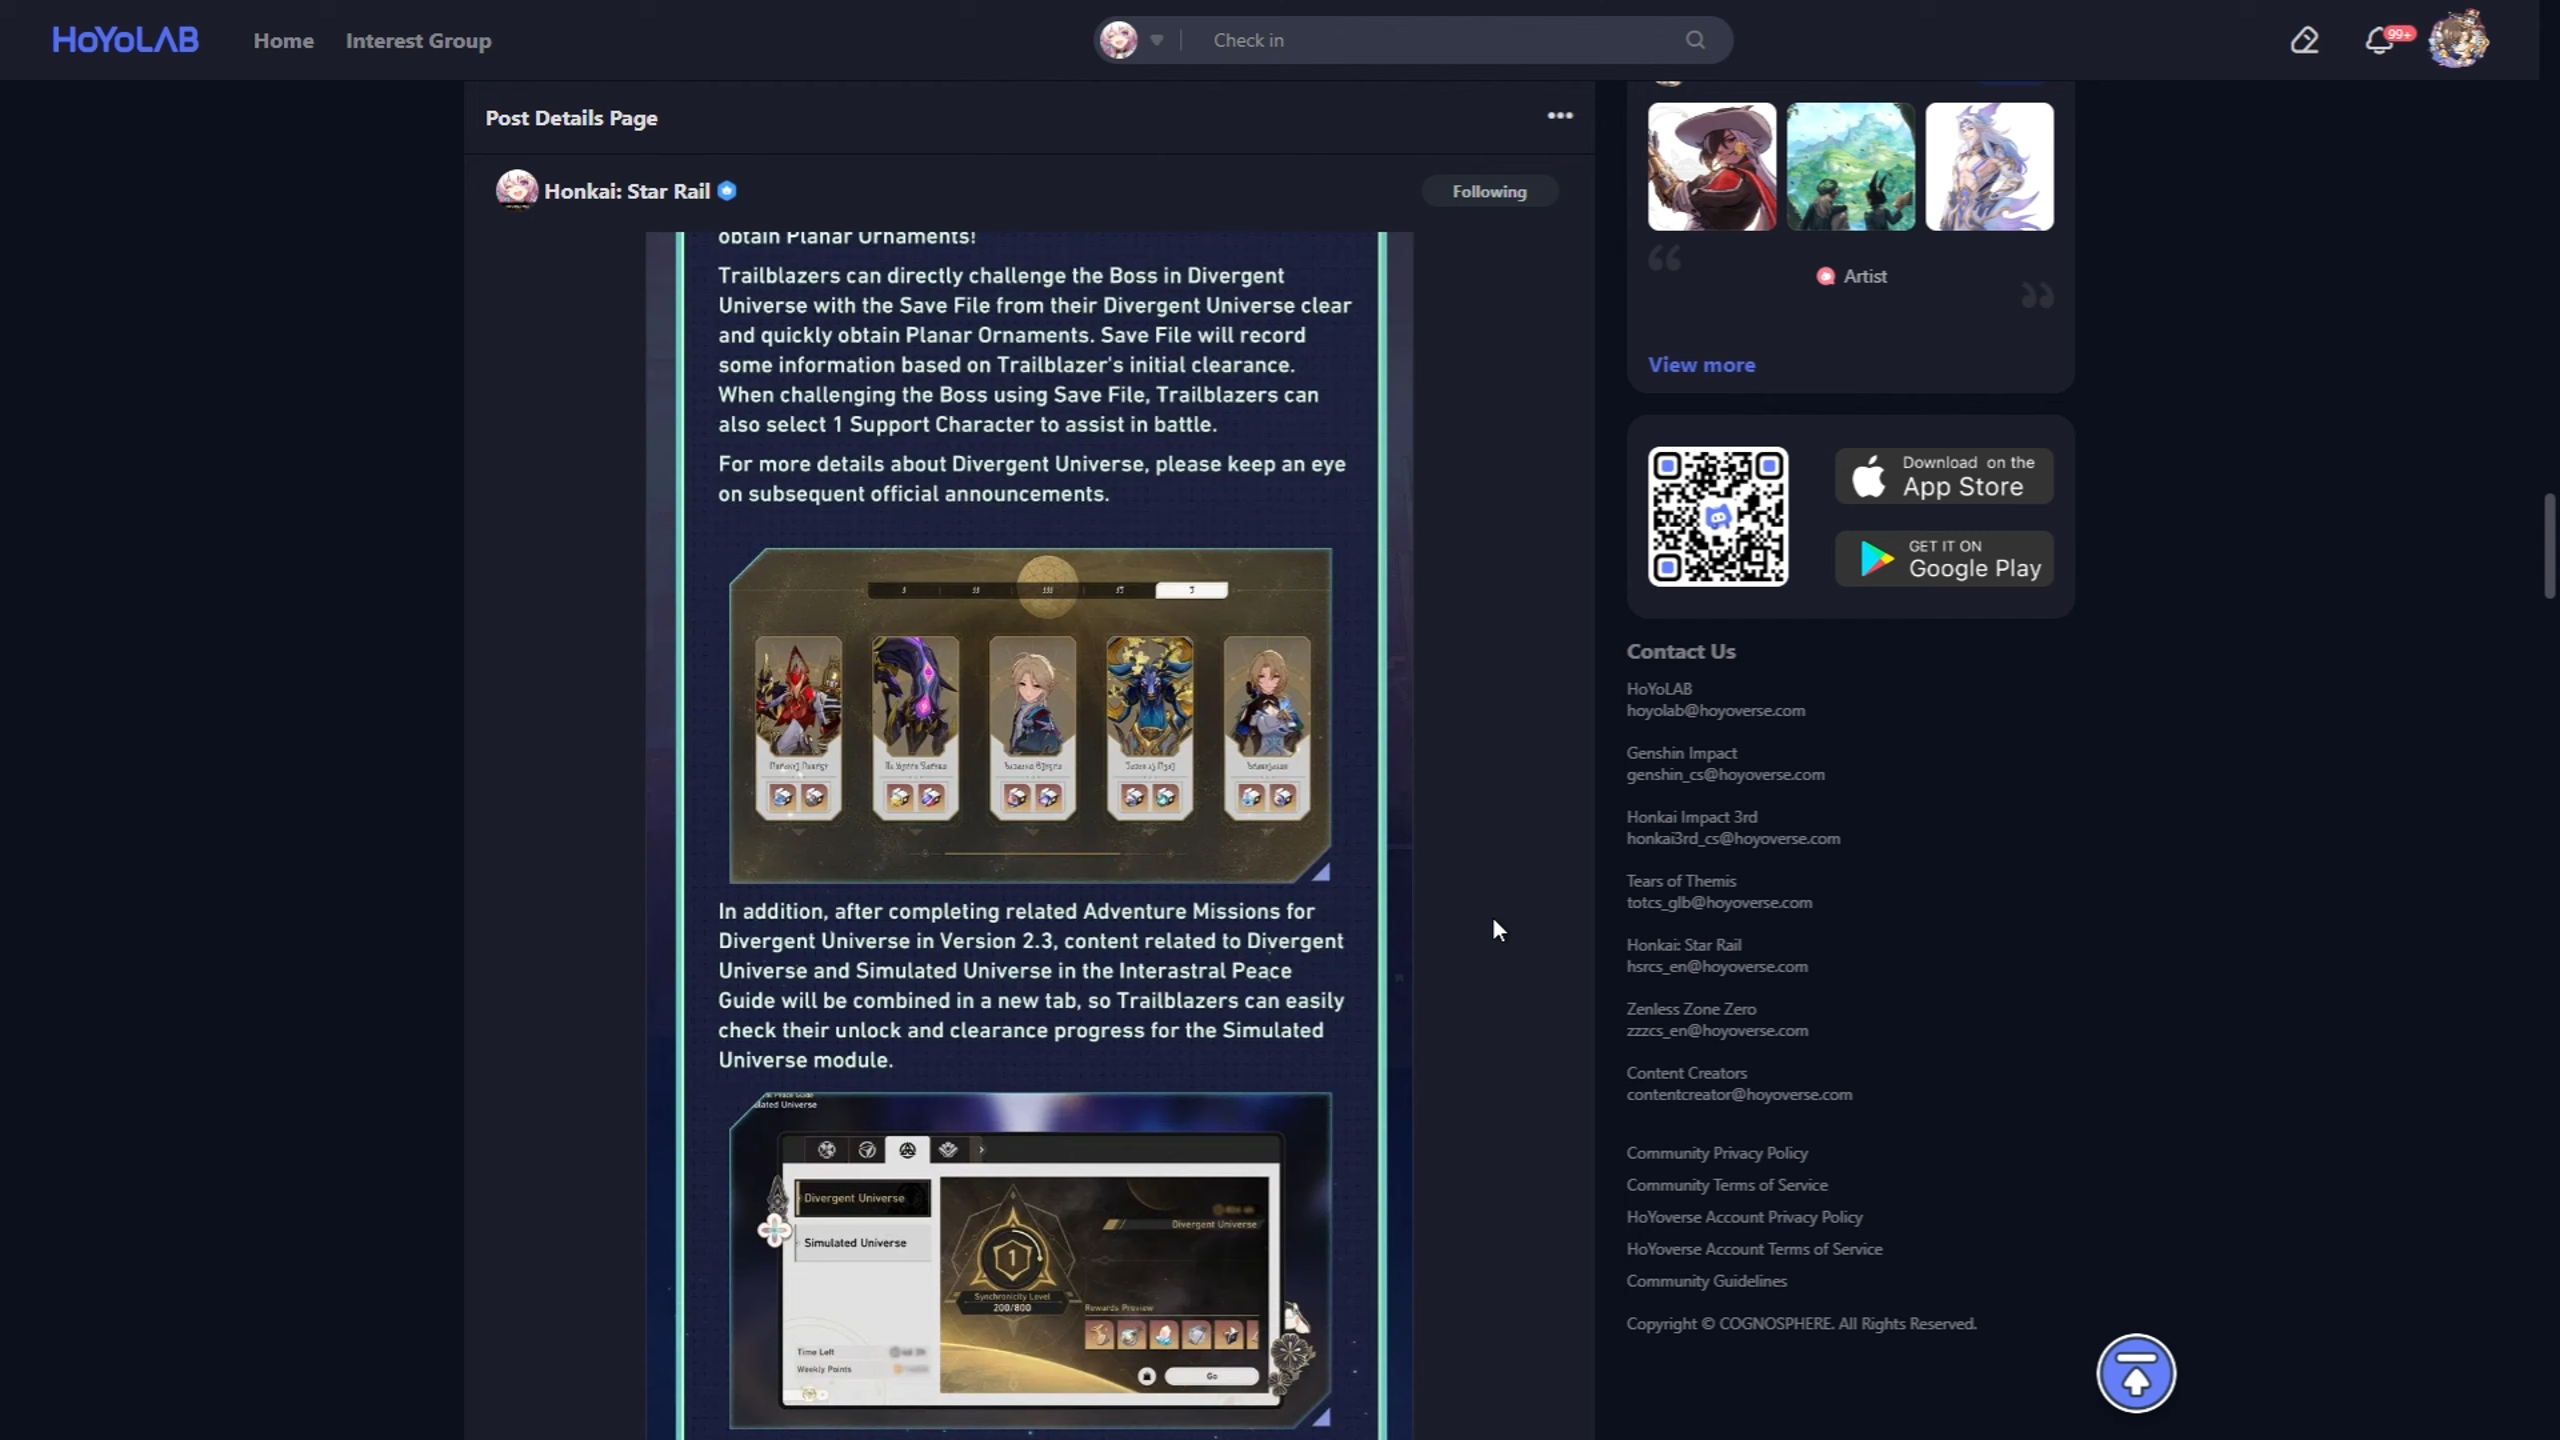 HoYoLAB
Home
Interest Group
Check in
99+
Post Details Page
Honkai: Star Rail
Following
obtain Planar Ornaments!
Trailblazers can directly challenge the Boss in Divergent
Universe with the Save File from their Divergent Universe clear
and quickly obtain Planar Ornaments. Save File will record
some information based on Trailblazer's initial clearance.
When challenging the Boss using Save File, Trailblazers can
also select 1 Support Character to assist in battle.
For more details about Divergent Universe, please keep an eye
on subsequent official announcements.
In addition, after completing related Adventure Missions for
Divergent Universe in Version 2.3, content related to Divergent
Universe and Simulated Universe in the Interastral Peace
Guide will be combined in a new tab, so Trailblazers can easily
check their unlock and clearance progress for the Simulated
Universe module.
Peace Guide
ulated Universe
Divergent Universe
Simulated Universe
Time Left
Weekly Points
1
Synchronicity Level
200/800
Divergent Universe
Rewards Preview
Go
Artist
View more
Download on the
App Store
GET IT ON
Google Play
Contact Us
HoYoLAB
hoyolab@hoyoverse.com
Genshin Impact
genshin_cs@hoyoverse.com
Honkai Impact 3rd
honkai3rd_cs@hoyoverse.com
Tears of Themis
totcs_glb@hoyoverse.com
Honkai: Star Rail
hsrcs_en@hoyoverse.com
Zenless Zone Zero
zzzcs_en@hoyoverse.com
Content Creators
contentcreator@hoyoverse.com
Community Privacy Policy
Community Terms of Service
HoYoverse Account Privacy Policy
HoYoverse Account Terms of Service
Community Guidelines
Copyright © COGNOSPHERE. All Rights Reserved.